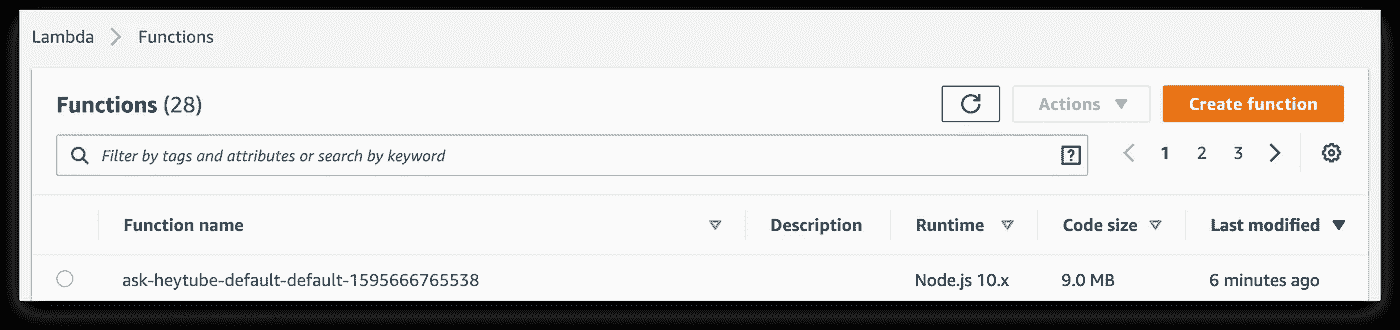 Lambda > Functions
Functions (28)
Actions
Create function
Filter by tags and attributes or search by keyword
?
1 2 3
Function name Description Runtime Code size Last modified
ask-heytube-default-default-1595666765538 Node.js 10.x 9.0 MB 6 minutes ago